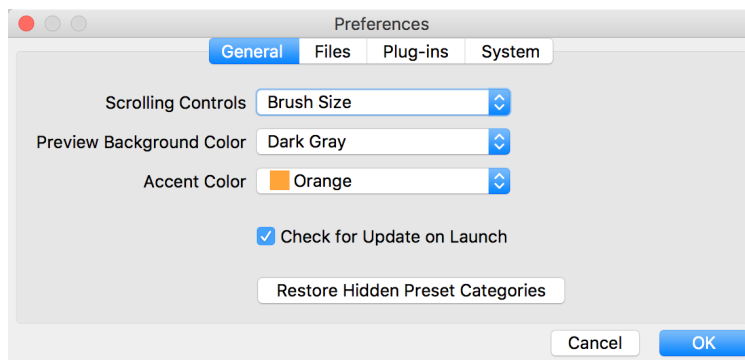 Preferences
General Files Plug-ins System
Scrolling Controls Brush Size
Preview Background Color Dark Gray
Accent Color Orange
Check for Update on Launch
Restore Hidden Preset Categories
Cancel OK